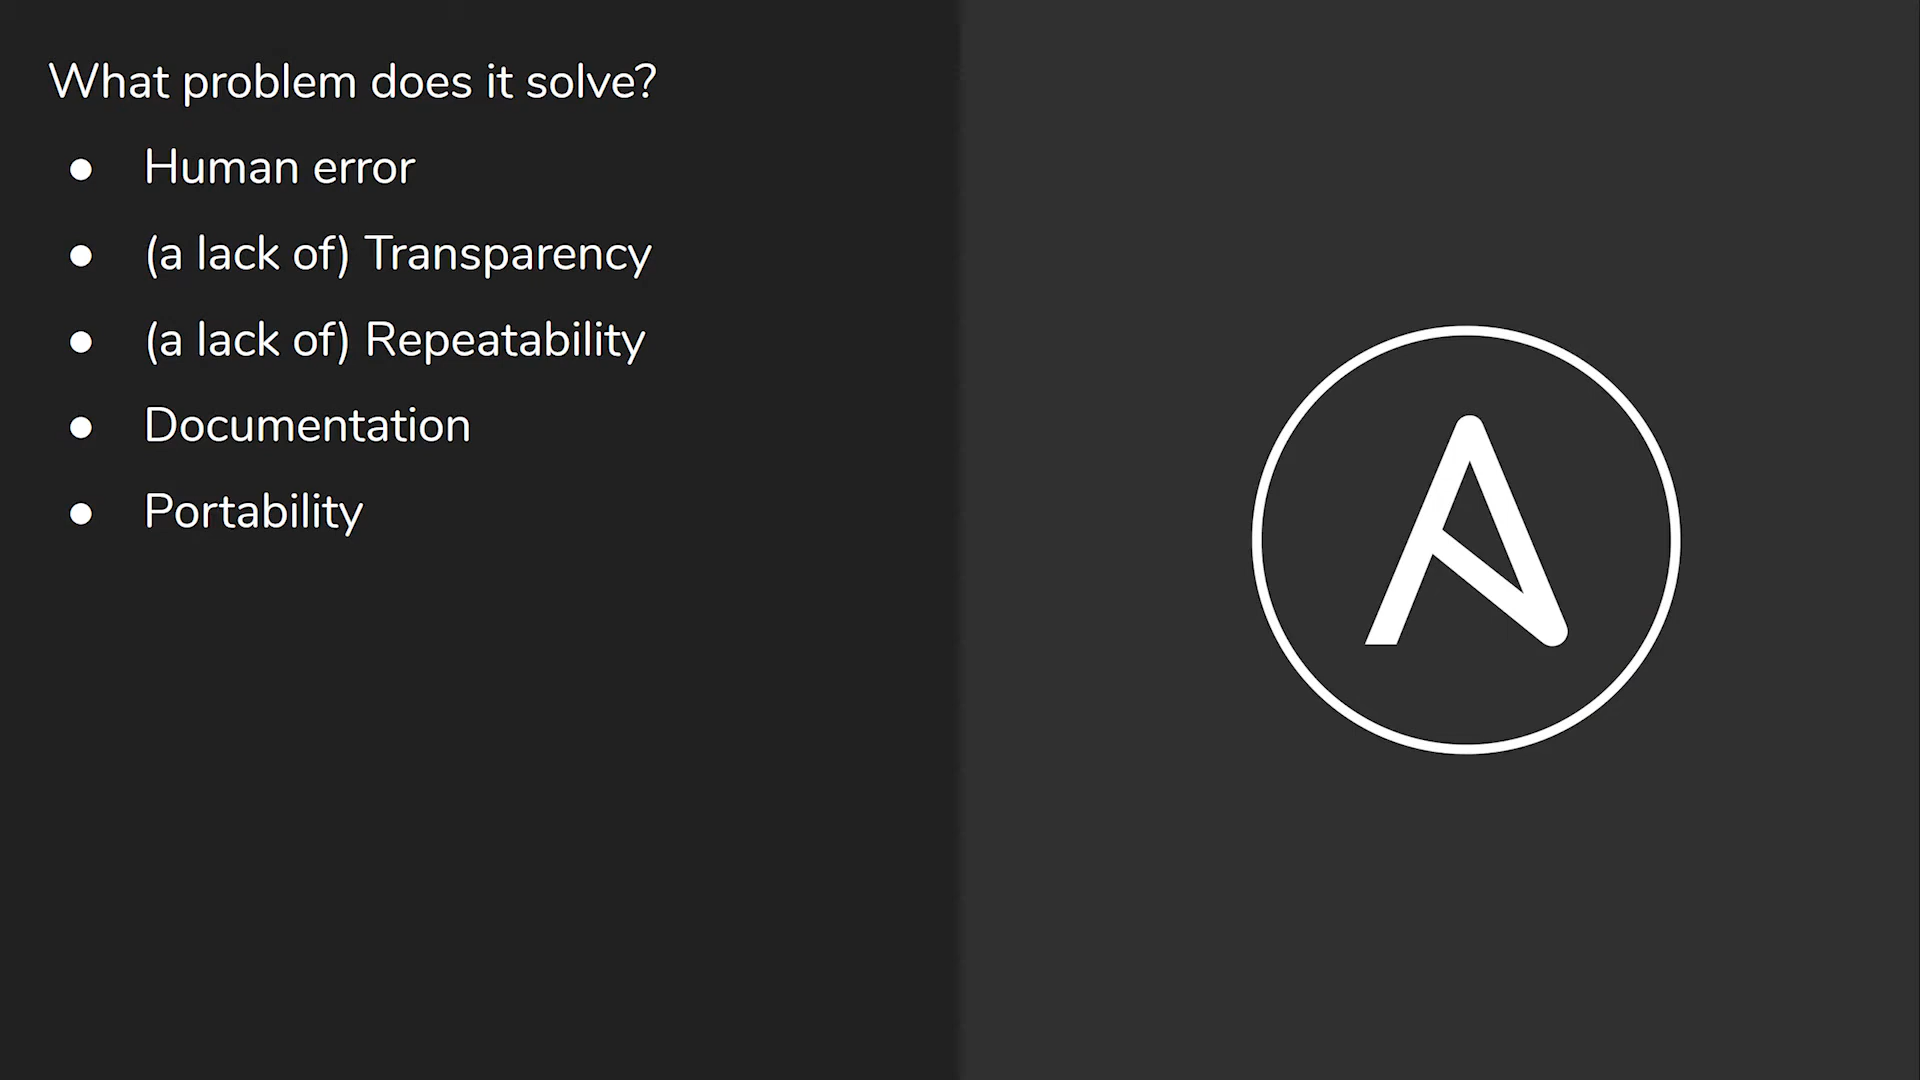 What problem does it solve?
● Human error
● (a lack of) Transparency
● (a lack of) Repeatability
● Documentation
● Portability